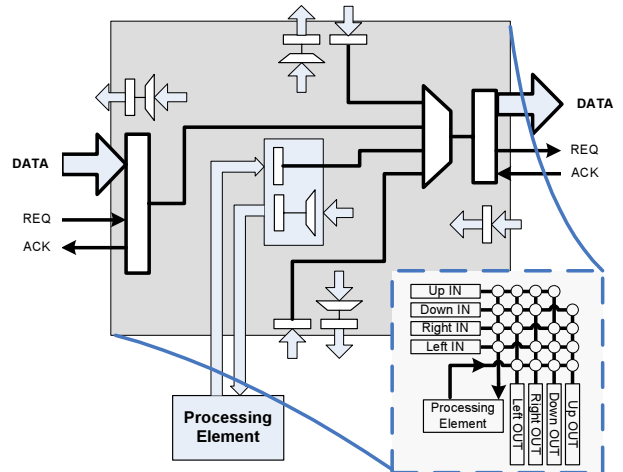 DATA
REQ
ACK
DATA
REQ
ACK
Processing
Element
Up IN
Down IN
Right IN
Left IN
Processing
Element
Left OUT
Right OUT
Down OUT
Up OUT